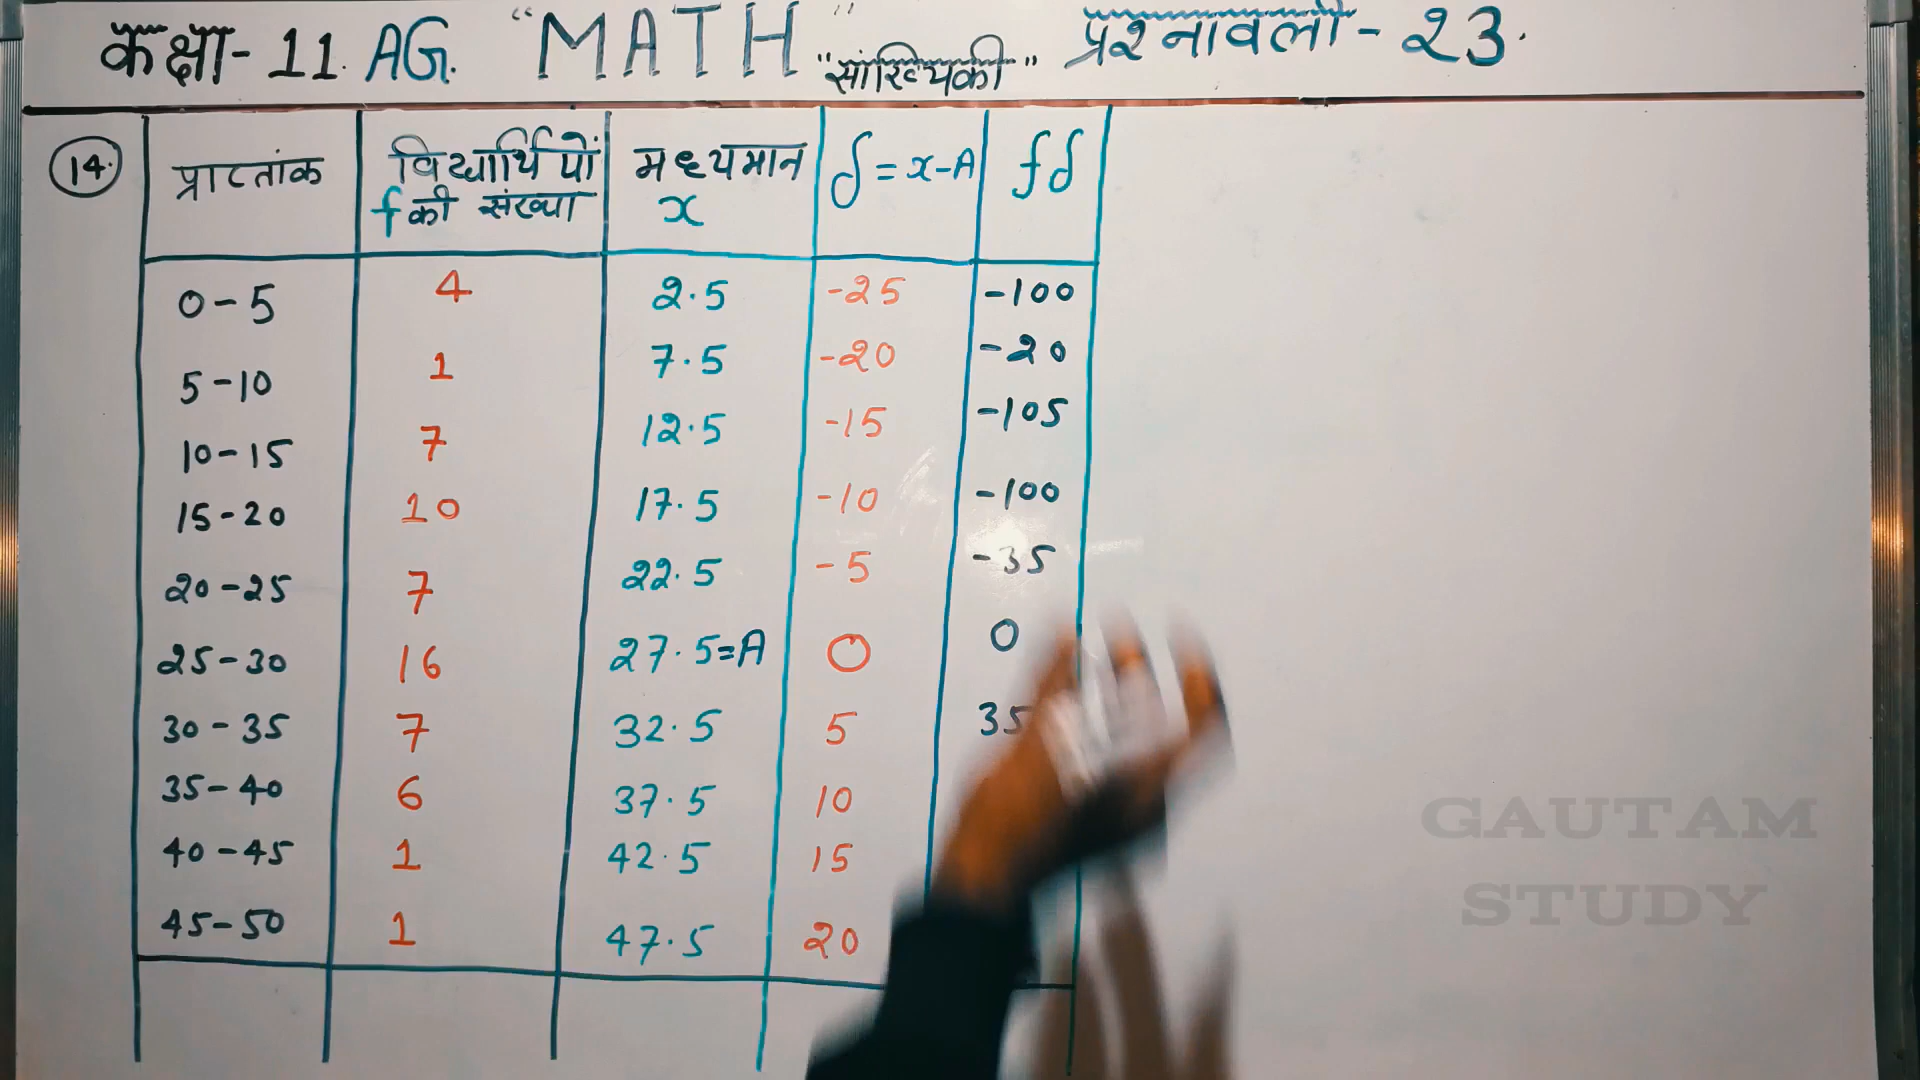 कक्षा- 11. AG. "MATH" "सांख्यिकी" प्रश्नावली - 23.
14.
प्राप्तांक विद्यार्थियों मध्यमान δ = x-A fδ
f की संख्या x
0-5 4 2.5 -25 -100
5-10 1 7.5 -20 -20
10-15 7 12.5 -15 -105
15-20 10 17.5 -10 -100
20-25 7 22.5 -5 -35
25-30 16 27.5=A 0 0
30-35 7 32.5 5 35
35-40 6 37.5 10
40-45 1 42.5 15
45-50 1 47.5 20
GAUTAM
STUDY